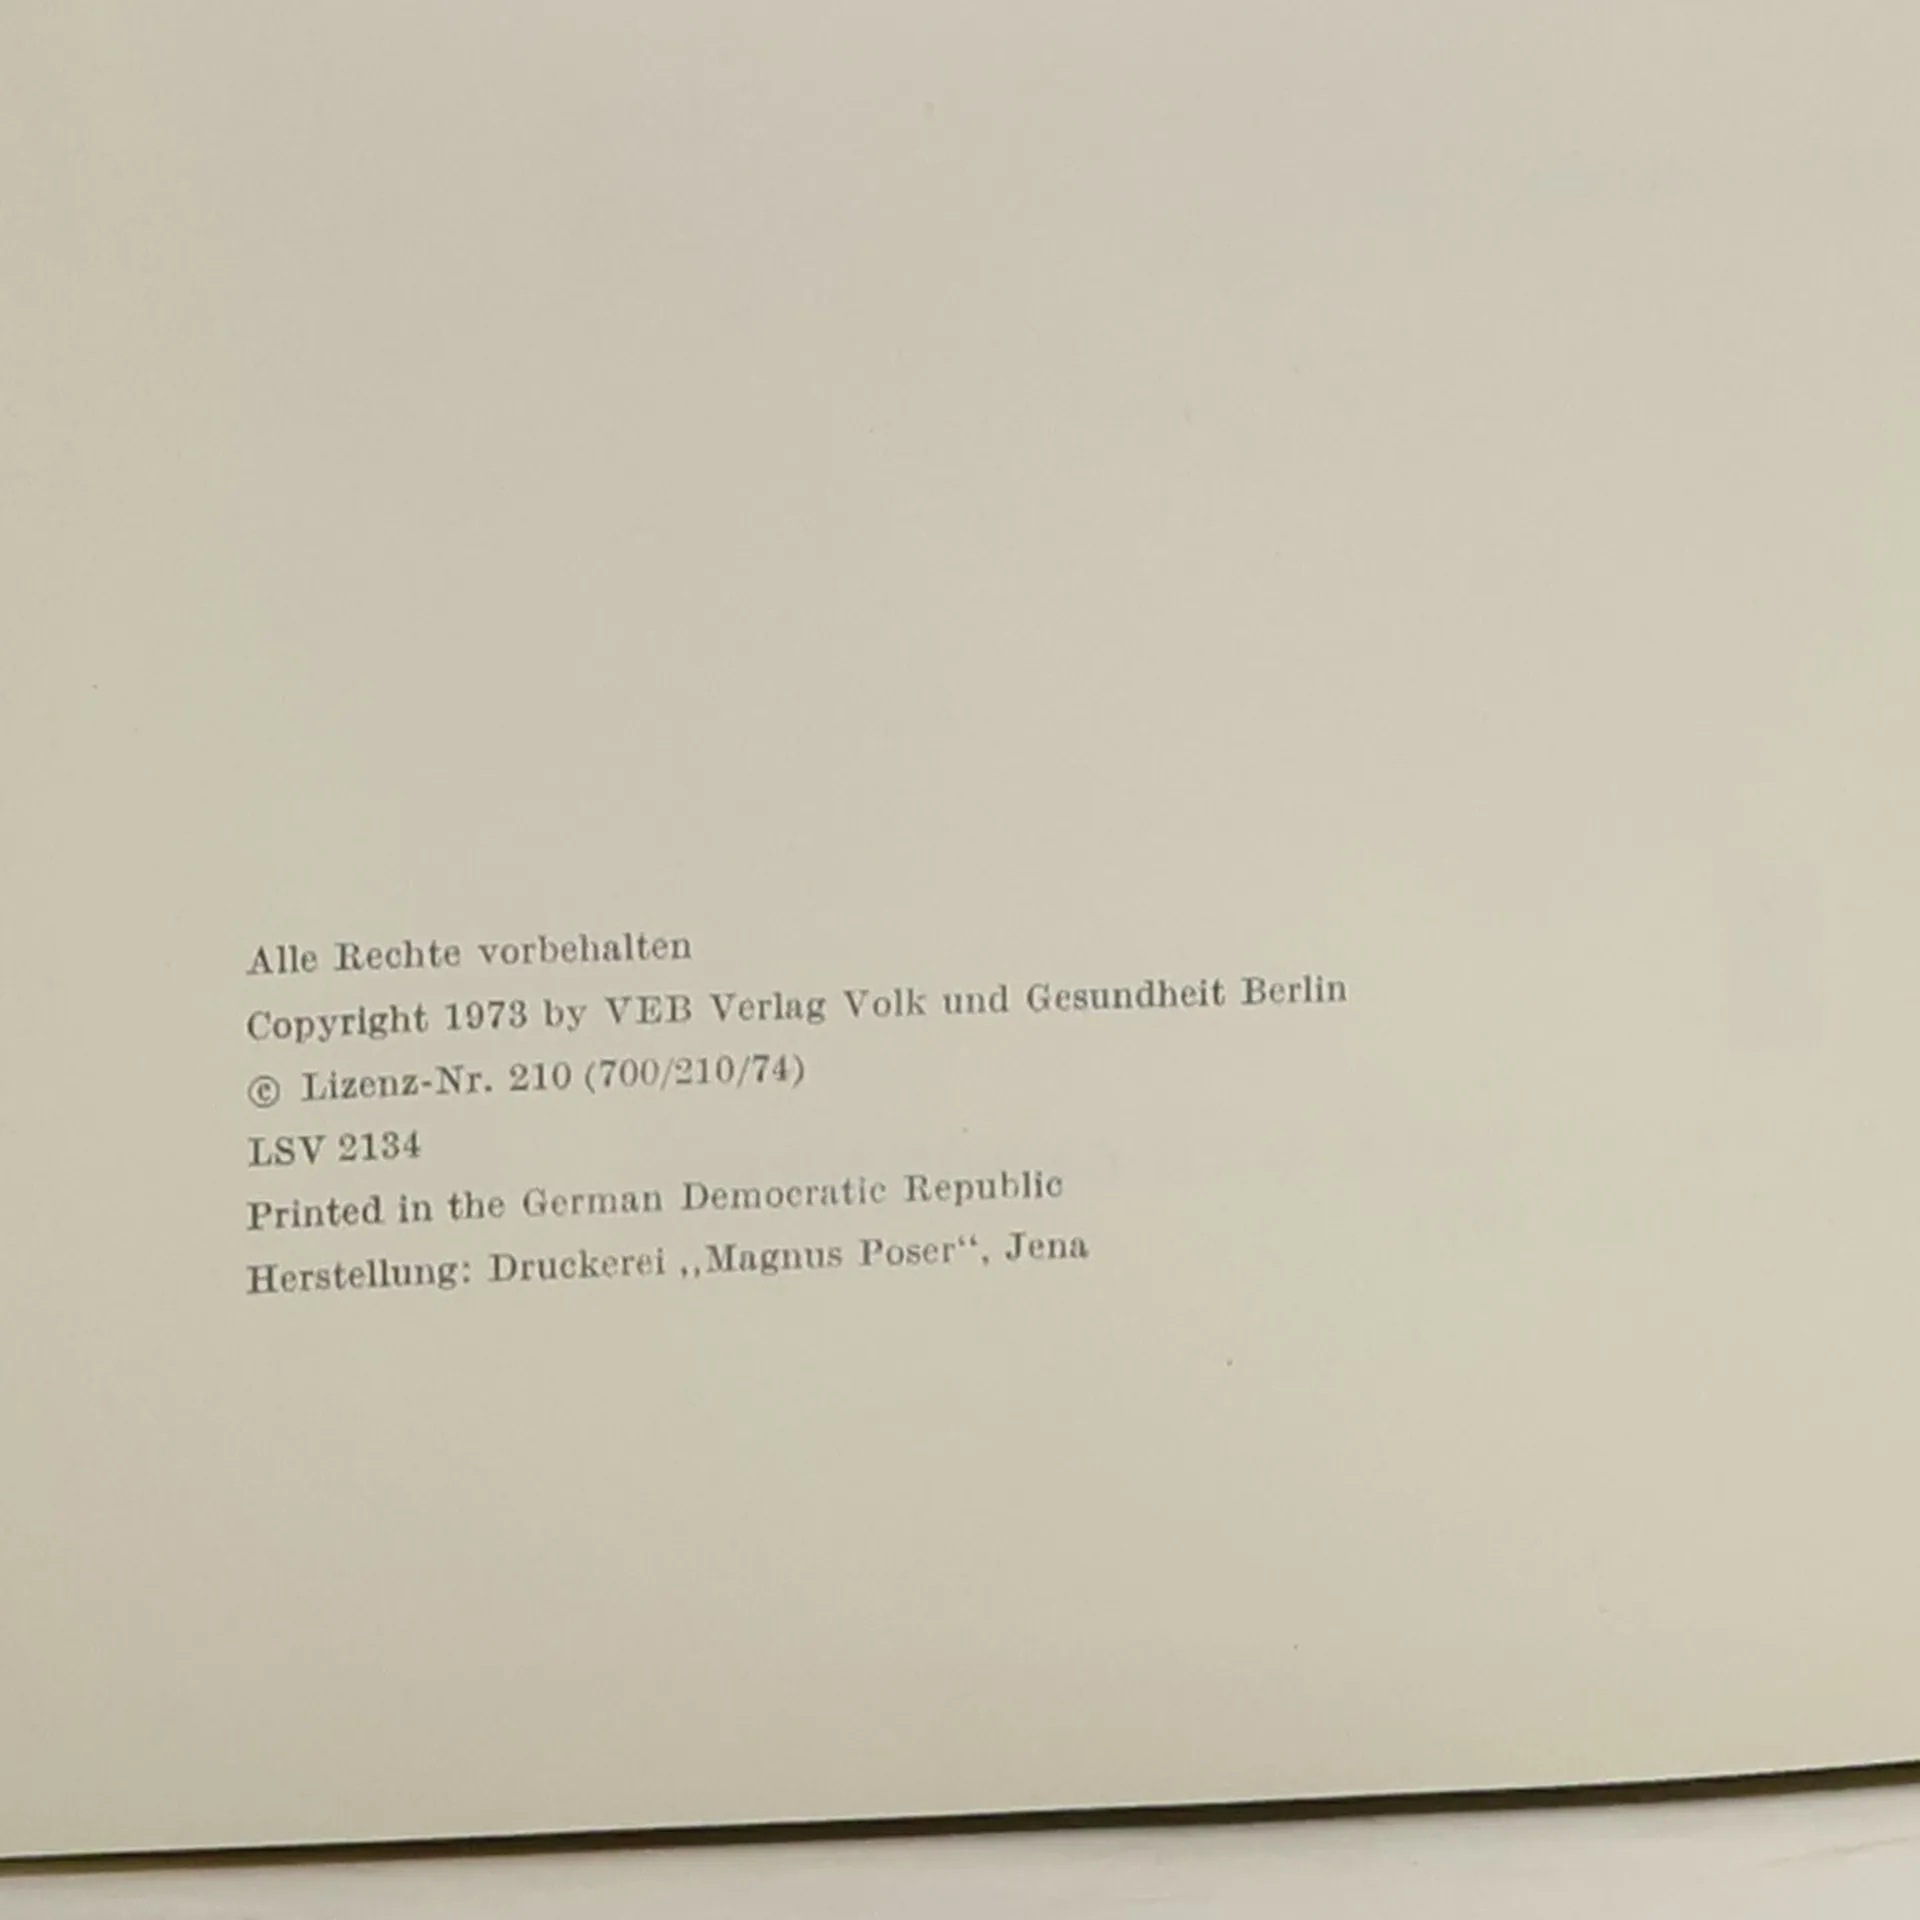 Alle Rechte vorbehalten
Copyright 1973 by VEB Verlag Volk und Gesundheit Berlin
© Lizenz-Nr. 210 (700/210/74)
LSV 2134
Printed in the German Democratic Republic
Herstellung: Druckerei „Magnus Poser“, Jena